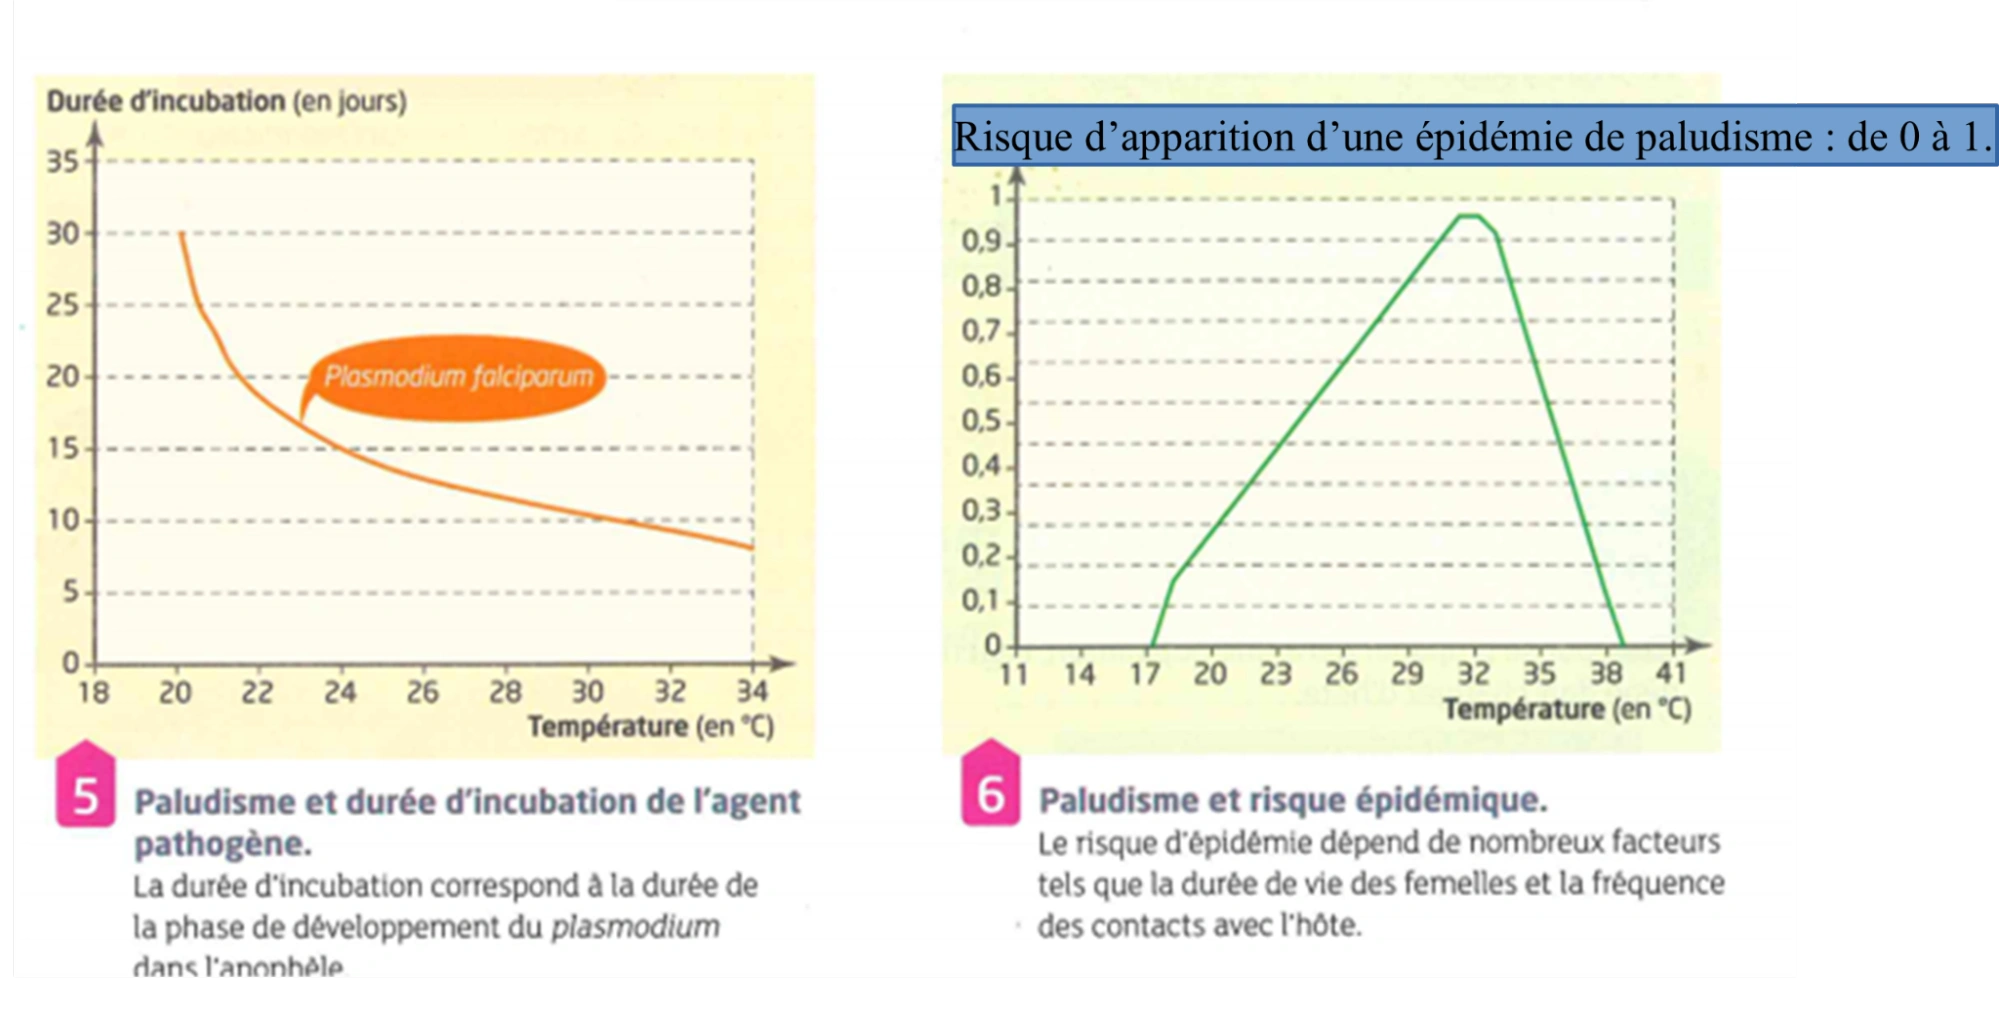 Durée d'incubation (en jours)
35
30
25
20
15
10
5
0
Plasmodium falciparum
18 20 22 24 26 28 30 32 34
Température (en °C)
5
Paludisme et durée d'incubation de l'agent
pathogène.
La durée d'incubation correspond à la durée de
la phase de développement du plasmodium
dans l'anophèle
Risque d'apparition d'une épidémie de paludisme : de 0 à 1.
1
0,9
0,8
0,7
0,6
0,5
0,4
0,3
0,2
0,1
0
11 14 17 20 23 26 29 32 35 38 41
Température (en °C)
6
Paludisme et risque épidémique.
Le risque d'épidémie dépend de nombreux facteurs
tels que la durée de vie des femelles et la fréquence
des contacts avec l'hôte.